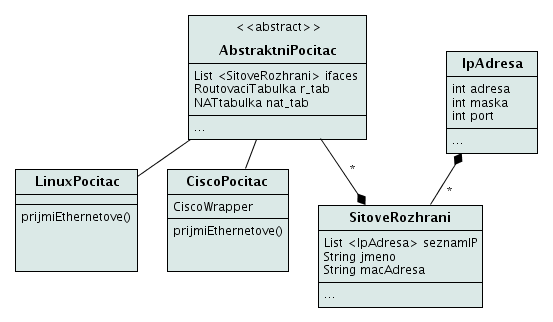 <<abstract>>
AbstraktniPocitac
List <SitoveRozhrani> ifaces
RoutovaciTabulka r_tab
NATtabulka nat_tab
...
IpAdresa
int adresa
int maska
int port
...
*
*
LinuxPocitac
prijmiEthernetove()
CiscoPocitac
CiscoWrapper
prijmiEthernetove()
SitoveRozhrani
List <IpAdresa> seznamIP
String jmeno
String macAdresa
...